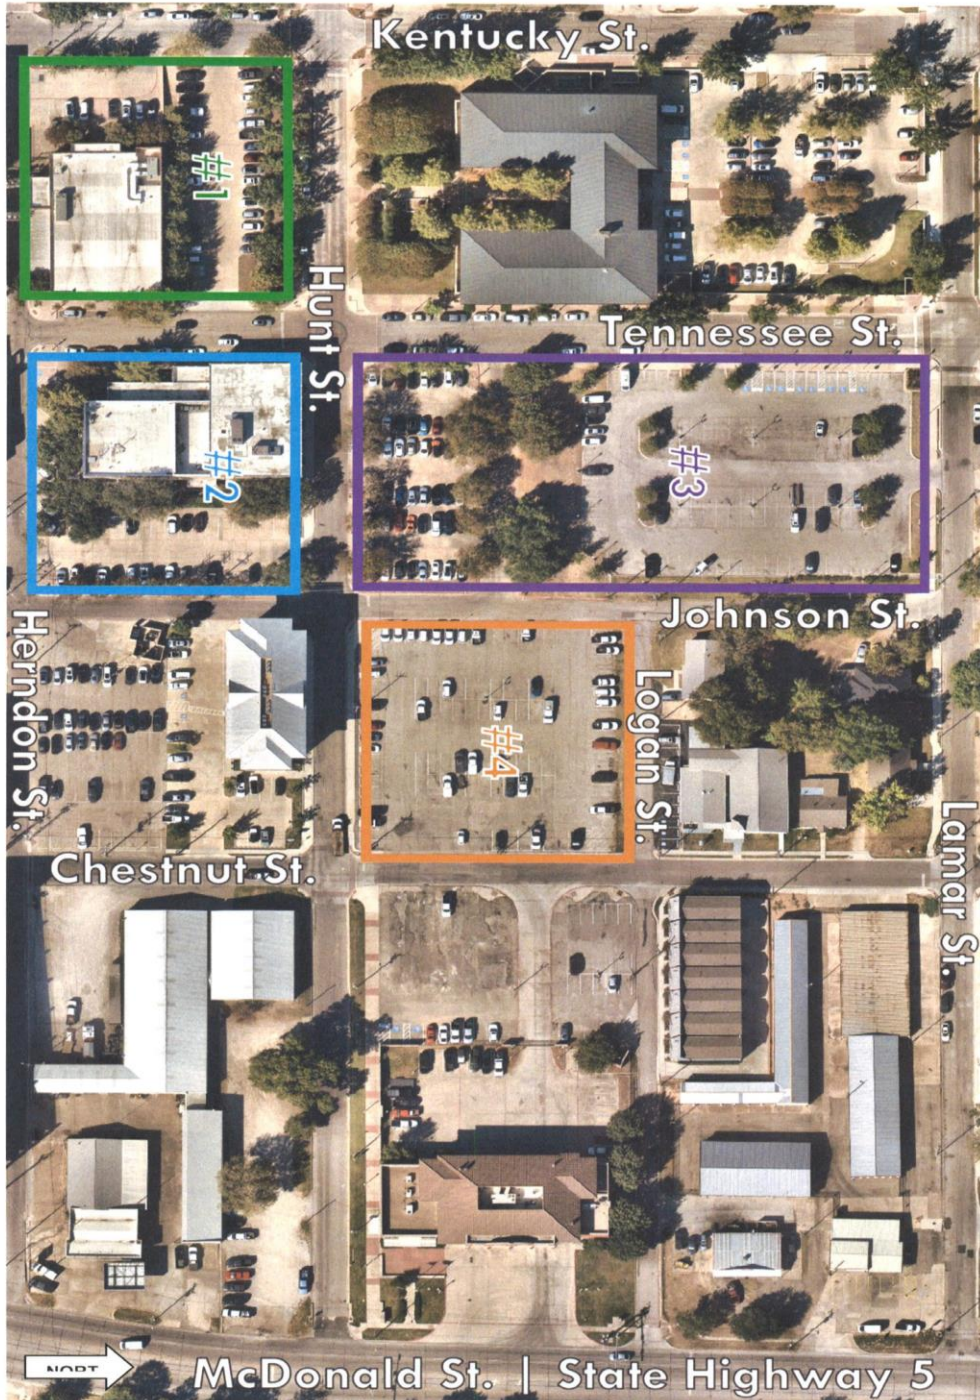 Kentucky St.
#1
Hunt St.
Tennessee St.
#2
#3
Herndon St.
Johnson St.
#4
Logan St.
Lamar St.
Chestnut St.
NORT
McDonald St. | State Highway 5